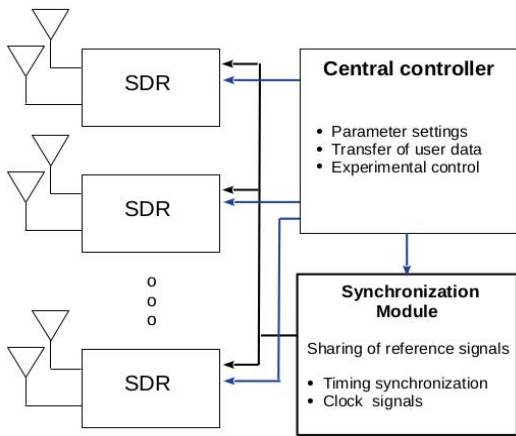 SDR
SDR
o
o
o
SDR
Central controller
• Parameter settings
• Transfer of user data
• Experimental control
Synchronization
Module
Sharing of reference signals
• Timing synchronization
• Clock signals